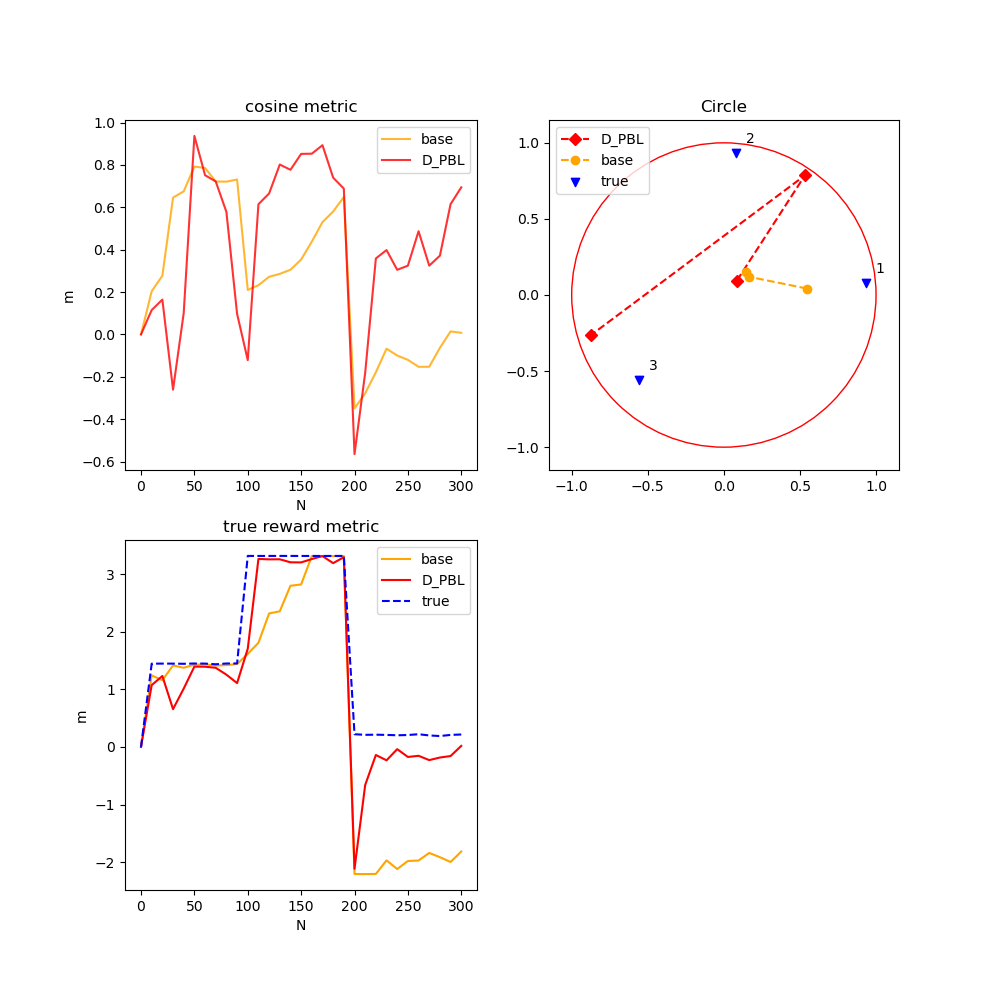 cosine metric
1.0
0.8
0.6
0.4
0.2
0.0
−0.2
−0.4
−0.6
m
0 50 100 150 200 250 300
N
base
D_PBL
Circle
1.0
0.5
0.0
−0.5
−1.0
−1.0 −0.5 0.0 0.5 1.0
D_PBL
base
true
2
1
3
true reward metric
3
2
1
0
−1
−2
m
0 50 100 150 200 250 300
N
base
D_PBL
true